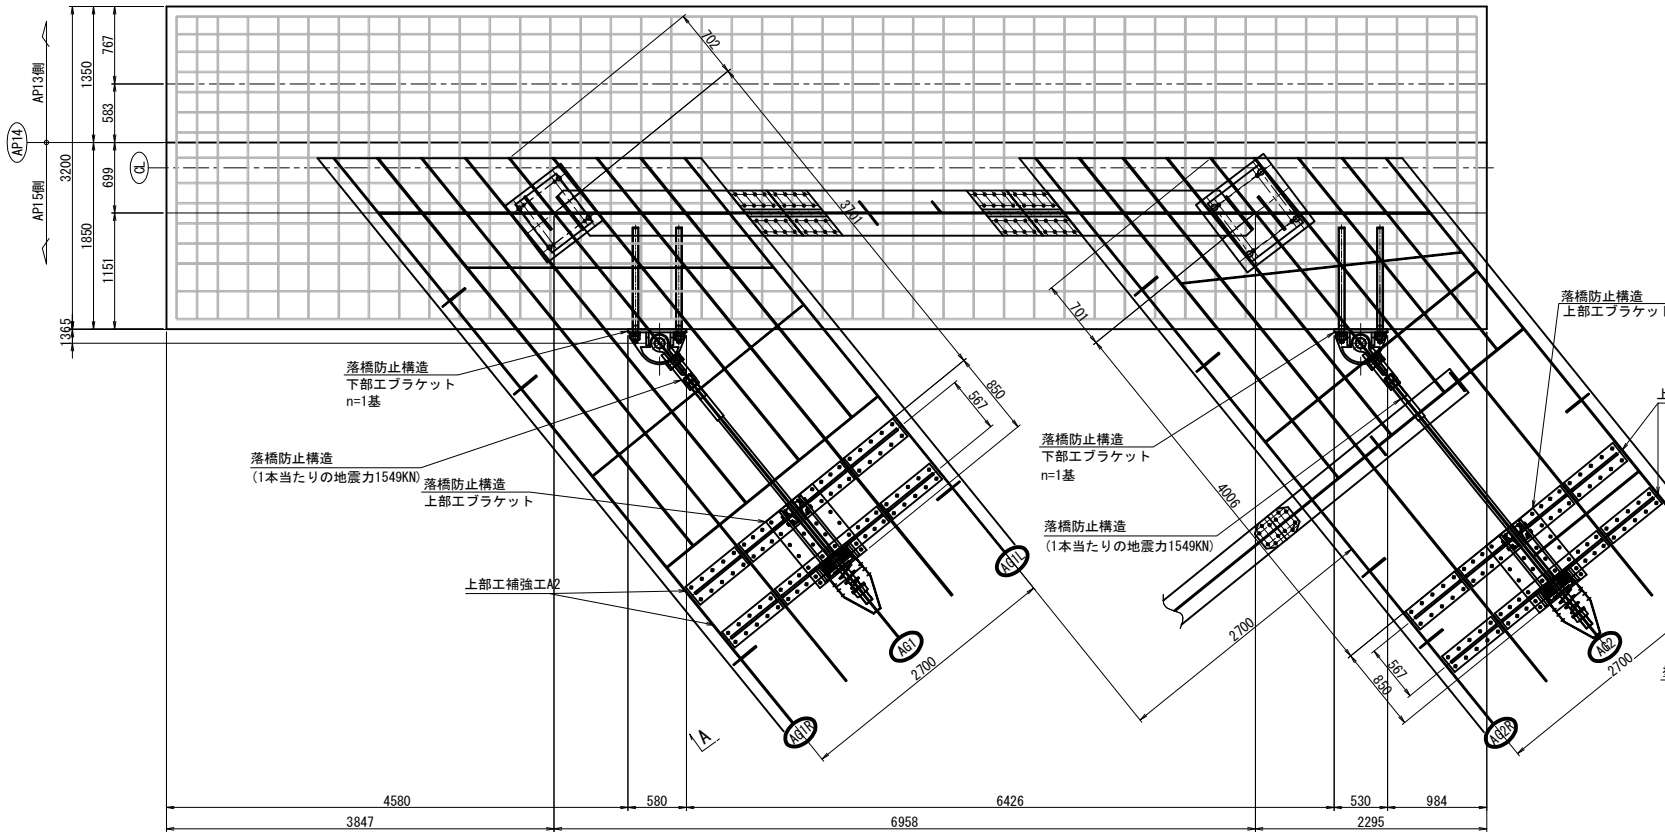 AP14
AP13側
AP15側
3200
1350
1850
1365
767
583
699
1151
CL
702
3701
850
567
落橋防止構造
下部工ブラケット
n=1基
落橋防止構造
(1本当たりの地震力1549KN)
落橋防止構造
上部工ブラケット
上部工補強工A2
AG1L
AG1
AG1R
2700
A
701
4006
落橋防止構造
下部工ブラケット
n=1基
落橋防止構造
(1本当たりの地震力1549KN)
落橋防止構造
上部工ブラケット
上
2700
567
850
AG2
AG2R
2700
4580
580
6426
530
984
3847
6958
2295